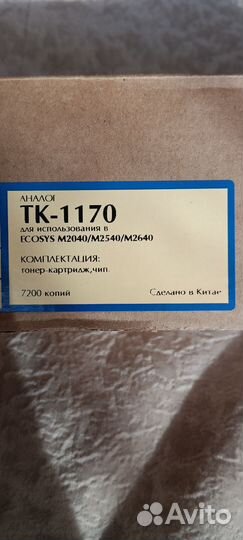 АНАЛОГ
TK-1170
для использования в
ECOSYS M2040/M2540/M2640
КОМПЛЕКТАЦИЯ:
тонер-картридж,чип.
7200 копий
Сделано в Китае
Avito